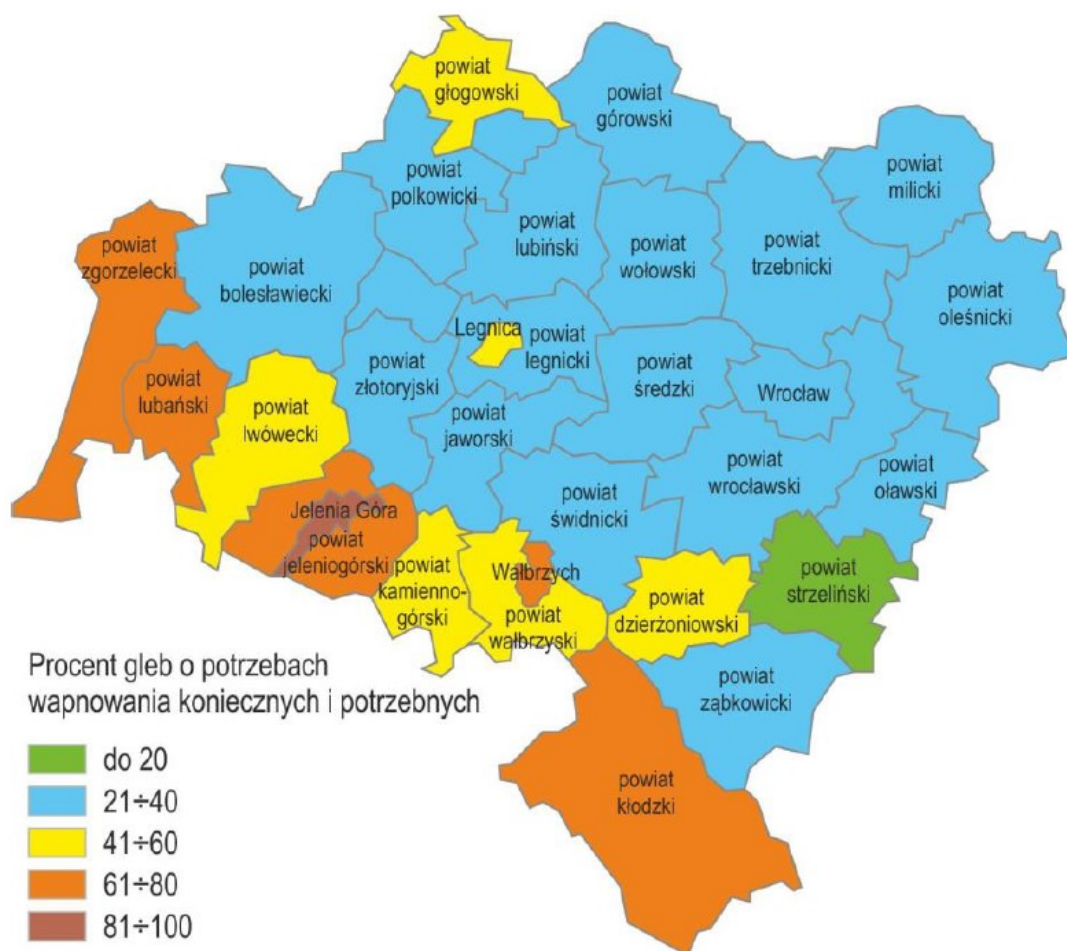 powiat
głogowski
powiat
górowski
powiat
milicki
powiat
polkowicki
powiat
lubiński
powiat
wołowski
powiat
trzebnicki
powiat
zgorzelecki
powiat
bolesławiecki
powiat
oleśnicki
Legnica
powiat
legnicki
powiat
lubański
powiat
złotoryjski
powiat
średzki
Wrocław
powiat
lwówecki
powiat
jaworski
powiat
wrocławski
powiat
oławski
powiat
świdnicki
Jelenia Góra
powiat
jeleniogórski
powiat
kamienno-
górski
Wałbrzych
powiat
wałbrzyski
powiat
dzierżoniowski
powiat
strzeliński
powiat
ząbkowicki
powiat
kłodzki
Procent gleb o potrzebach
wapnowania koniecznych i potrzebnych
do 20
21÷40
41÷60
61÷80
81÷100